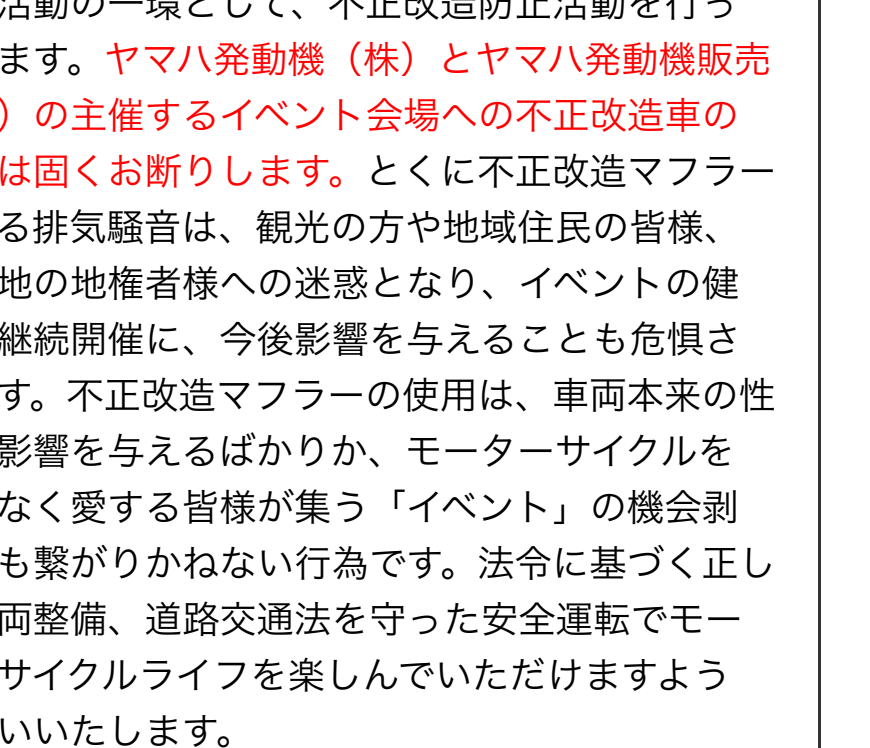 活動の一環として、不正改造防止活動を行っ
ます。ヤマハ発動機（株）とヤマハ発動機販売
）の主催するイベント会場への不正改造車の
は固くお断りします。とくに不正改造マフラー
る排気騒音は、観光の方や地域住民の皆様、
地の地権者様への迷惑となり、イベントの健
継続開催に、今後影響を与えることも危惧さ
す。不正改造マフラーの使用は、車両本来の性
影響を与えるばかりか、モーターサイクルを
なく愛する皆様が集う「イベント」の機会剥
も繋がりかねない行為です。法令に基づく正し
両整備、道路交通法を守った安全運転でモー
サイクルライフを楽しんでいただけますよう
いいたします。